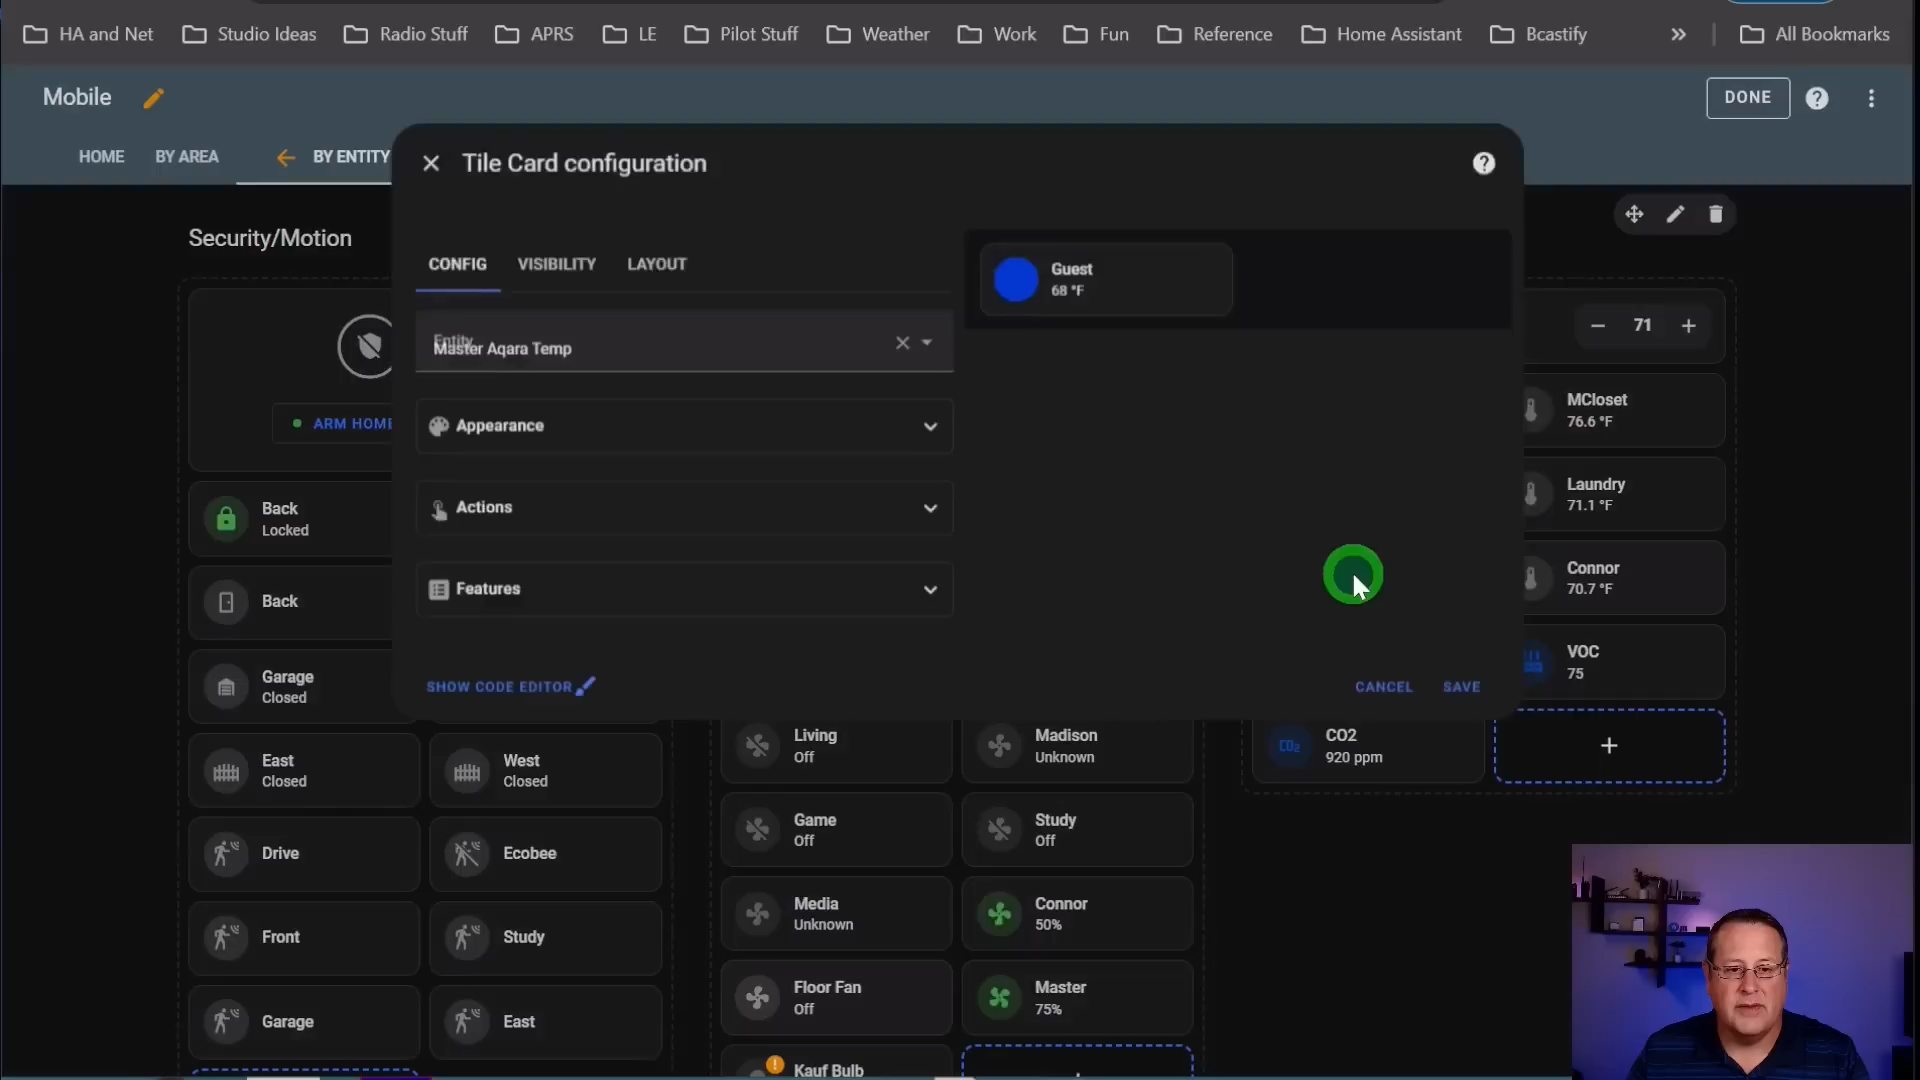 HA and Net
Studio Ideas
Radio Stuff
APRS
LE
Pilot Stuff
Weather
Work
Fun
Reference
Home Assistant
Bcastify
»
All Bookmarks
Mobile
DONE
HOME
BY AREA
BY ENTITY
Tile Card configuration
Security/Motion
CONFIG
VISIBILITY
LAYOUT
Guest
68 °F
Entity
Master Aqara Temp
Appearance
Actions
Features
SHOW CODE EDITOR
CANCEL
SAVE
ARM HOME
Back
Locked
Back
Garage
Closed
East
Closed
West
Closed
Drive
Ecobee
Front
Study
Garage
East
Living
Off
Madison
Unknown
Game
Off
Study
Off
Media
Unknown
Connor
50%
Floor Fan
Off
Master
75%
Kauf Bulb
− 71 +
MCloset
76.6 °F
Laundry
71.1 °F
Connor
70.7 °F
VOC
75
CO2
CO2
920 ppm
+